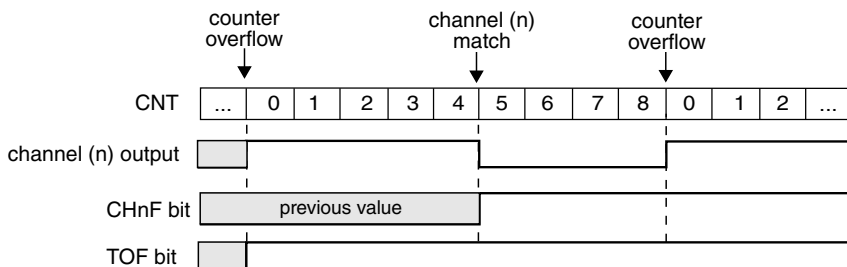 counter overflow
channel (n) match
counter overflow
CNT ... 0 1 2 3 4 5 6 7 8 0 1 2 ...
channel (n) output
CHnF bit previous value
TOF bit